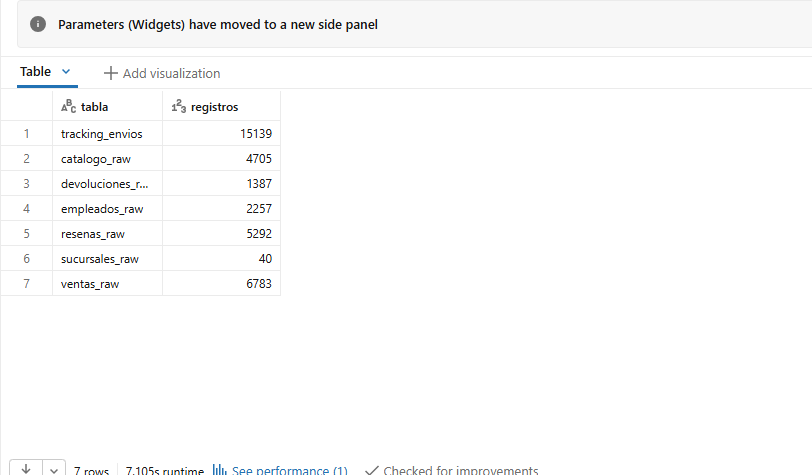 Parameters (Widgets) have moved to a new side panel
Table Add visualization
ABC tabla 123 registros
1 tracking_envios 15139
2 catalogo_raw 4705
3 devoluciones_r... 1387
4 empleados_raw 2257
5 resenas_raw 5292
6 sucursales_raw 40
7 ventas_raw 6783
7 rows 7.105s runtime See performance (1) Checked for improvements